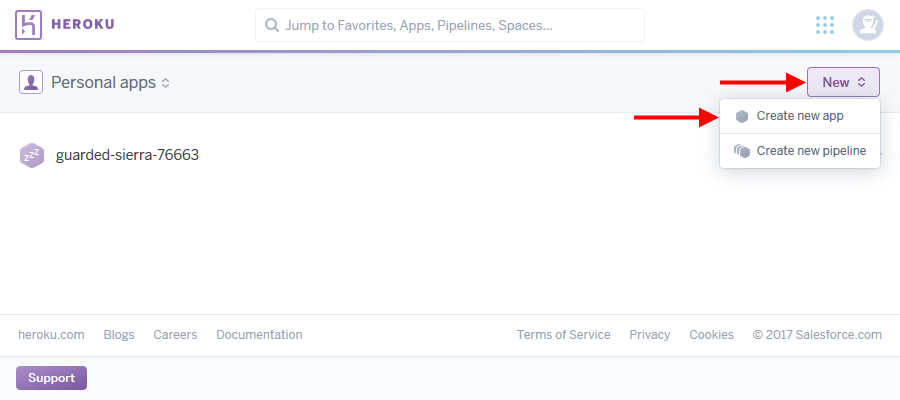 HEROKU
Jump to Favorites, Apps, Pipelines, Spaces...
Personal apps
New
Create new app
zzz
guarded-sierra-76663
Create new pipeline
heroku.com Blogs Careers Documentation Terms of Service Privacy Cookies © 2017 Salesforce.com
Support